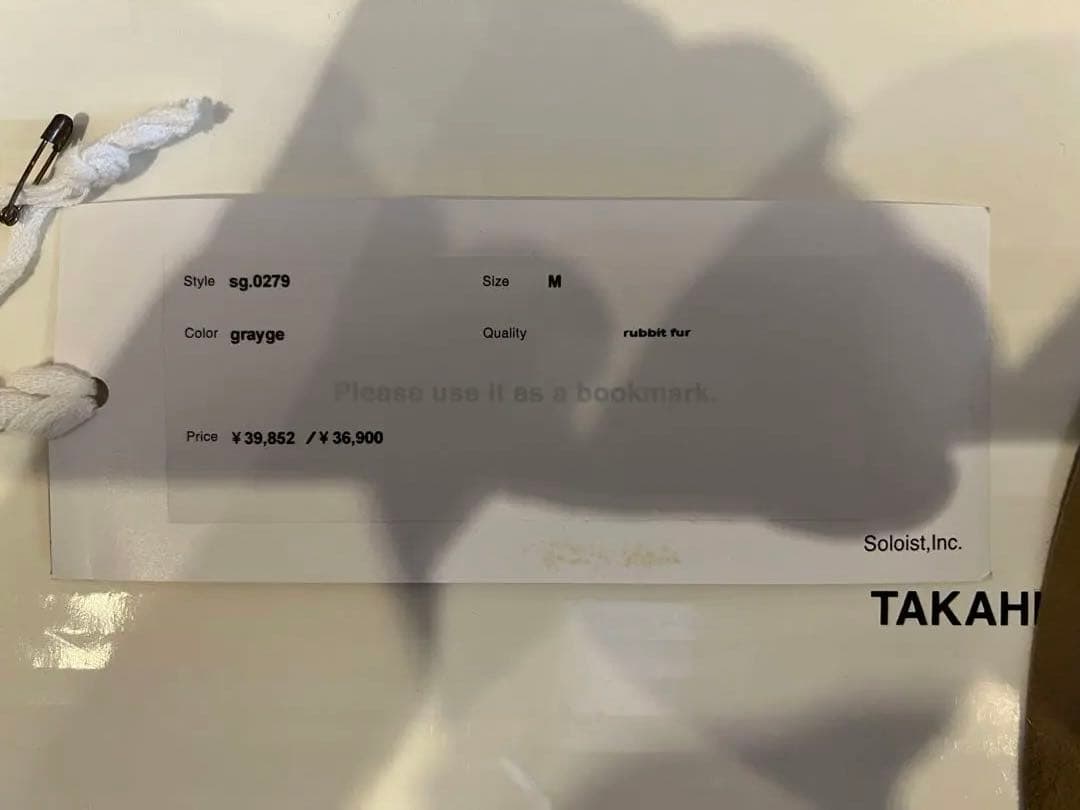 Style sg.0279 Size M
Color grayge Quality rubbit fur
Please use it as a bookmark.
Price ¥39,852 /¥36,900
Soloist,Inc.
TAKAH